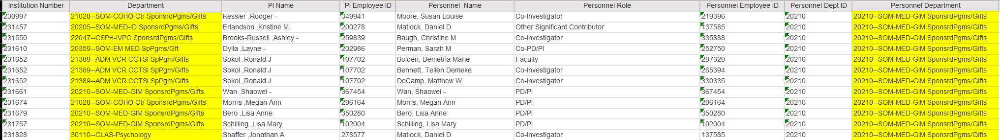 Institution Number Department PI Name PI Employee ID Personnel Name Personnel Role Personnel Employee ID Personnel Dept ID Personnel Department
230997 21028--SOM-COHO Ctr SponsrdPgms/Gifts Kessler ,Rodger - 349941 Moore, Susan Louise Co-Investigator 219396 20210 20210--SOM-MED-GIM SponsrdPgms/Gifts
231457 20205--SOM-MED-ID SponsrdPgms/Gifts Erlandson ,Kristine M. 200278 Matlock, Daniel D Other Significant Contributor 137585 20210 20210--SOM-MED-GIM SponsrdPgms/Gifts
231550 22047--CSPH-IVPC SponsrdPgms/Gifts Brooks-Russell ,Ashley - 259839 Baugh, Christine M Co-Investigator 335888 20210 20210--SOM-MED-GIM SponsrdPgms/Gifts
231610 20359--SOM-EM MED SpPgms/Gft Dylla ,Layne - 202986 Perman, Sarah M Co-PD/PI 252750 20210 20210--SOM-MED-GIM SponsrdPgms/Gifts
231652 21389--ADM VCR CCTSI SpPgm/Gifts Sokol ,Ronald J 107702 Bolden, Demetria Marie Faculty 297329 20210 20210--SOM-MED-GIM SponsrdPgms/Gifts
231652 21389--ADM VCR CCTSI SpPgm/Gifts Sokol ,Ronald J 107702 Bennett, Tellen Demeke Co-Investigator 265394 20210 20210--SOM-MED-GIM SponsrdPgms/Gifts
231652 21389--ADM VCR CCTSI SpPgm/Gifts Sokol ,Ronald J 107702 DeCamp, Matthew W. Co-Investigator 330335 20210 20210--SOM-MED-GIM SponsrdPgms/Gifts
231661 20210--SOM-MED-GIM SponsrdPgms/Gifts Wan ,Shaowei - 367454 Wan, Shaowei - PD/PI 367454 20210 20210--SOM-MED-GIM SponsrdPgms/Gifts
231674 21028--SOM-COHO Ctr SponsrdPgms/Gifts Morris ,Megan Ann 296164 Morris, Megan Ann PD/PI 296164 20210 20210--SOM-MED-GIM SponsrdPgms/Gifts
231679 20210--SOM-MED-GIM SponsrdPgms/Gifts Bero ,Lisa Anne 350280 Bero, Lisa Anne PD/PI 350280 20210 20210--SOM-MED-GIM SponsrdPgms/Gifts
231757 20210--SOM-MED-GIM SponsrdPgms/Gifts Schilling ,Lisa Mary 102004 Schilling, Lisa Mary PD/PI 102004 20210 20210--SOM-MED-GIM SponsrdPgms/Gifts
231828 30110--CLAS-Psychology Shaffer ,Jonathan A 278577 Matlock, Daniel D Co-Investigator 137585 20210 20210--SOM-MED-GIM SponsrdPgms/Gifts